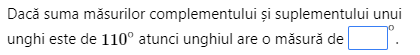 Dacă suma măsurilor complementului și suplementului unui
unghi este de 110° atunci unghiul are o măsură de °.